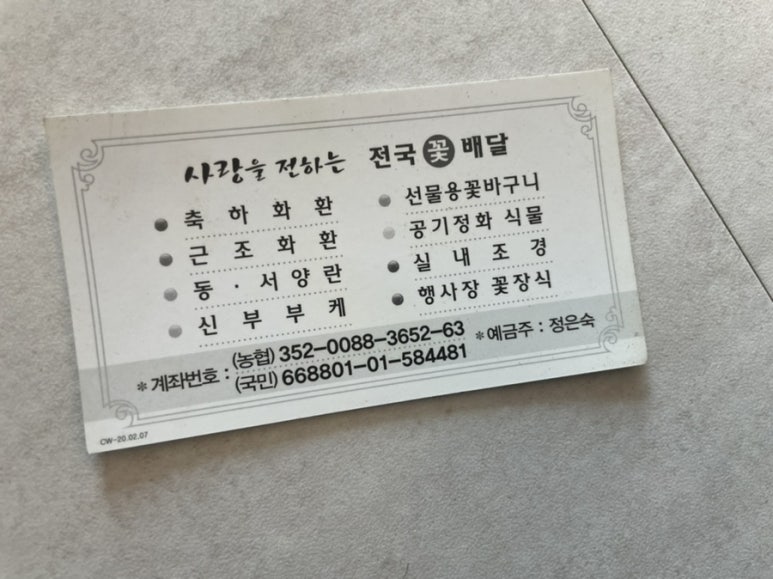 사랑을 전하는 전국 꽃 배달
축하화환
근조화환
동·서양란
신부부케
선물용꽃바구니
공기정화 식물
실내조경
행사장 꽃장식
*계좌번호 : (농협) 352-0088-3652-63
(국민) 668801-01-584481
*예금주 : 정은숙
CW-20.02.07